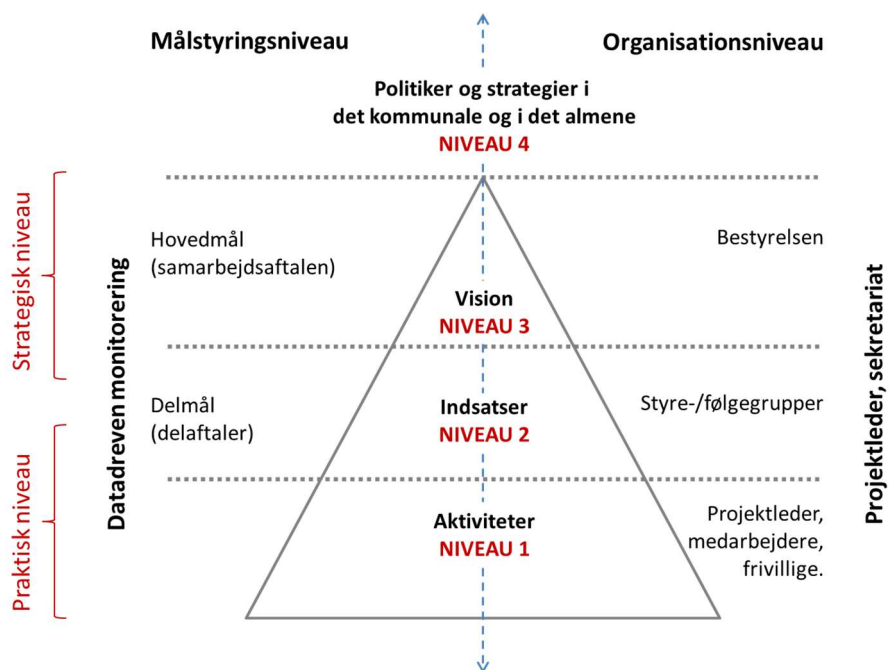 Målstyringsniveau
Organisationsniveau
Politiker og strategier i
det kommunale og i det almene
NIVEAU 4
Strategisk niveau
Datadreven monitorering
Hovedmål
(samarbejdsaftalen)
Bestyrelsen
Vision
NIVEAU 3
Delmål
(delaftaler)
Indsatser
NIVEAU 2
Styre-/følgegrupper
Praktisk niveau
Aktiviteter
NIVEAU 1
Projektleder,
medarbejdere,
frivillige.
Projektleder, sekretariat